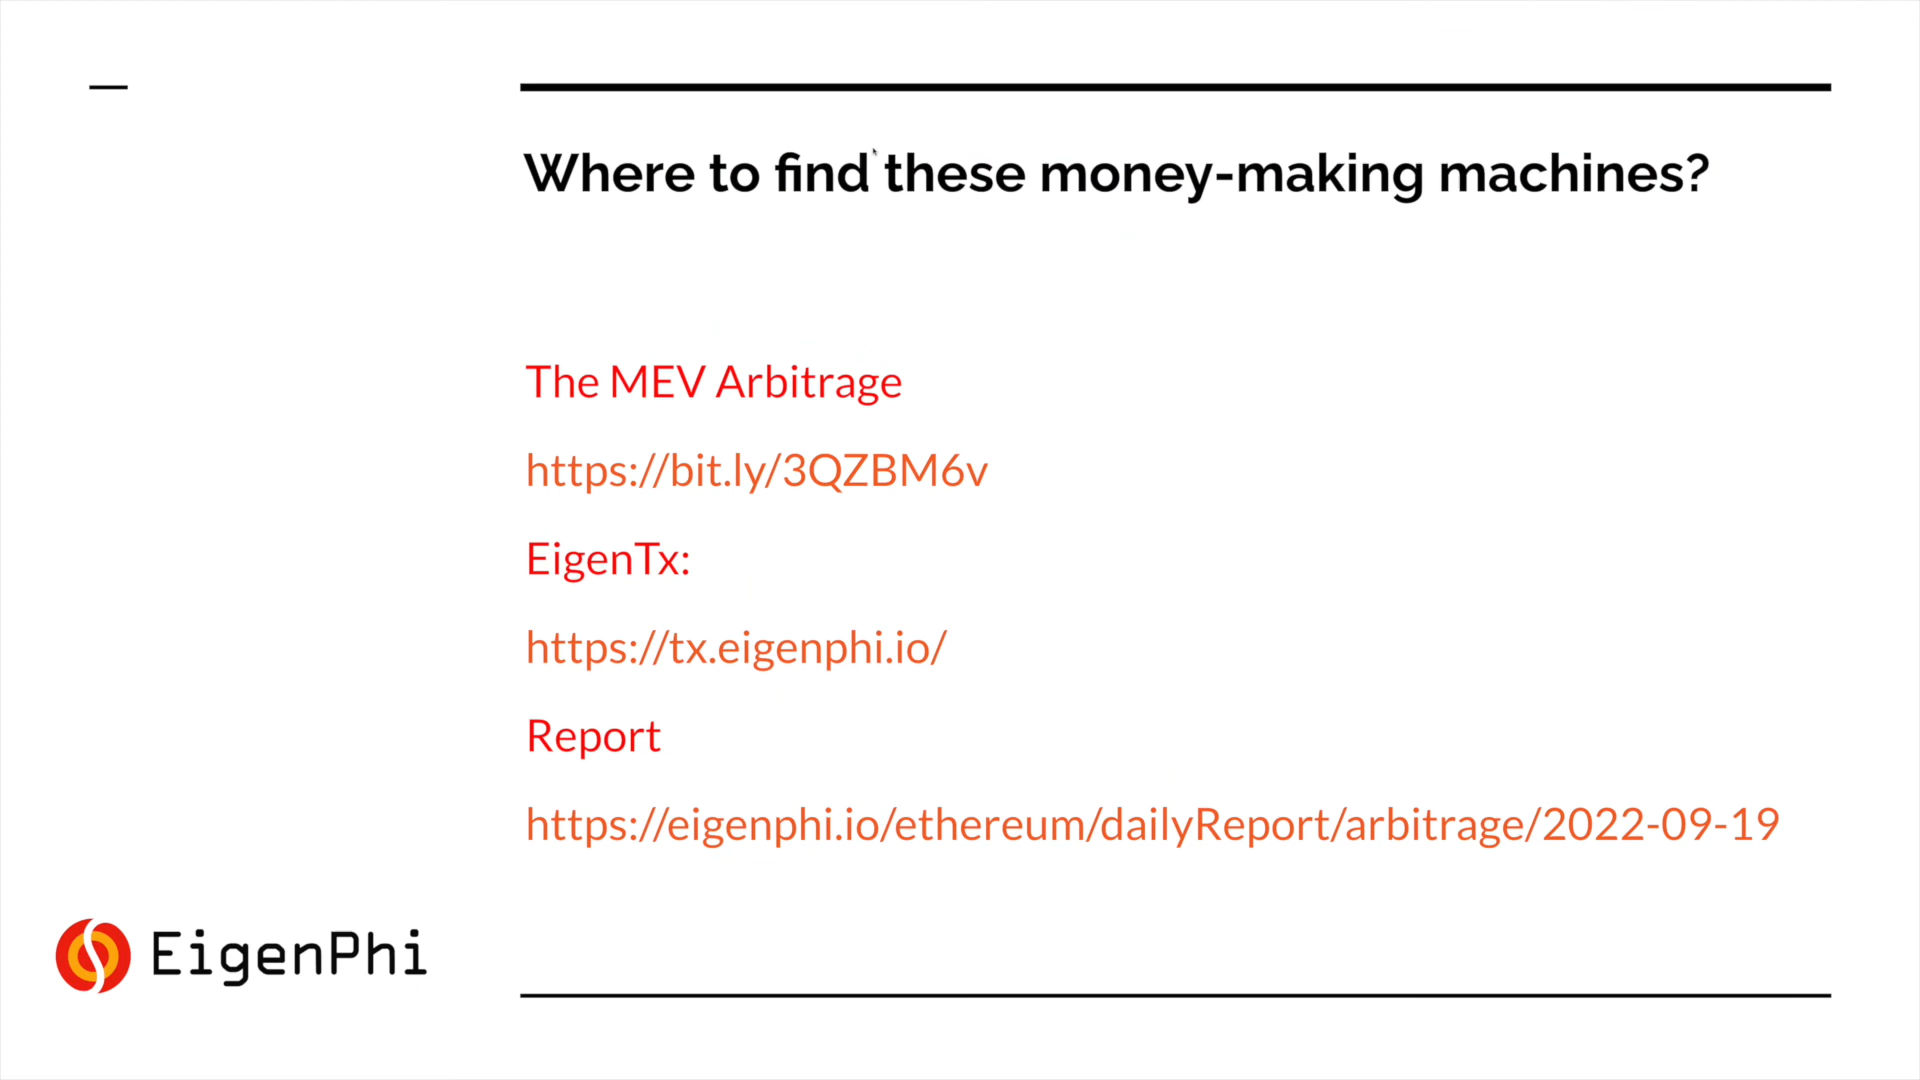 Where to find these money-making machines?
The MEV Arbitrage
https://bit.ly/3QZBM6v
EigenTx:
https://tx.eigenphi.io/
Report
https://eigenphi.io/ethereum/dailyReport/arbitrage/2022-09-19
EigenPhi